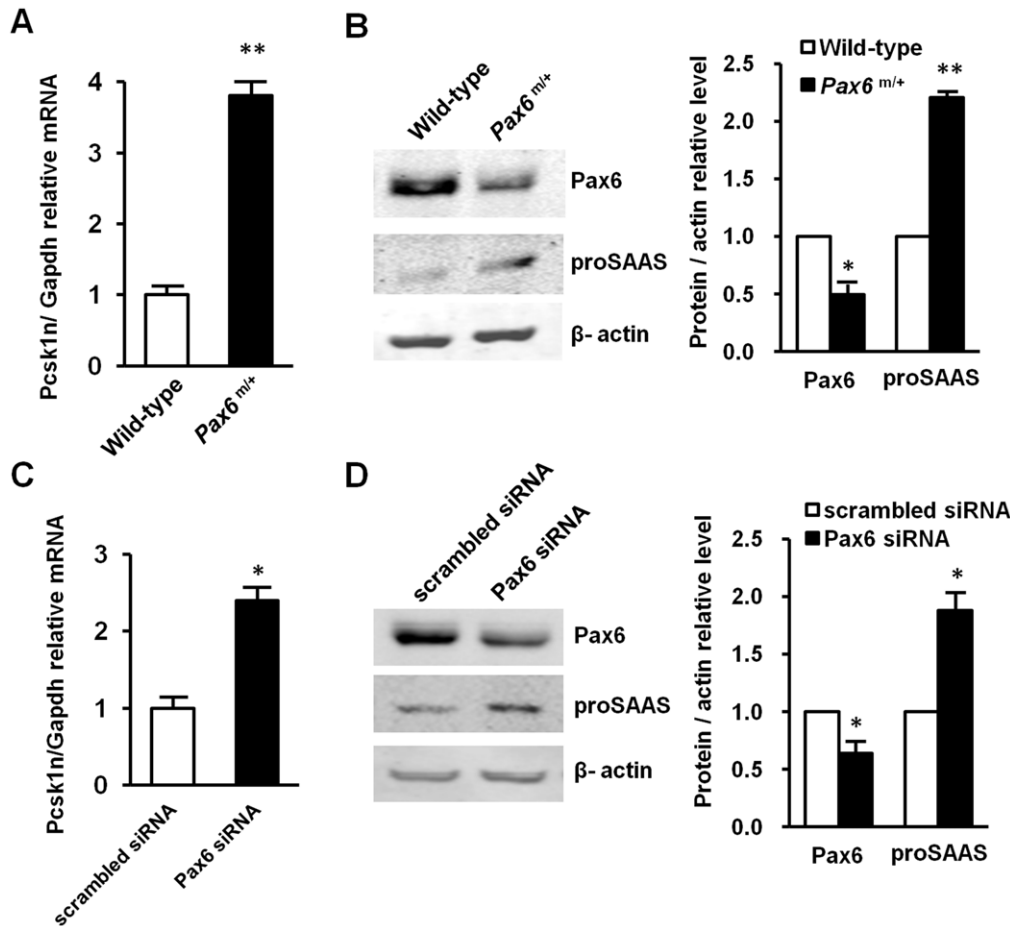 A
Pcsk1n/ Gapdh relative mRNA
4
3
2
1
0
**
Wild-type
Pax6 m/+
B
Wild-type
Pax6 m/+
Pax6
proSAAS
β- actin
Wild-type
Pax6 m/+
Protein / actin relative level
2.5
2.0
1.5
1.0
0.5
0.0
*
**
Pax6
proSAAS
C
Pcsk1n/Gapdh relative mRNA
3
2
1
0
*
scrambled siRNA
Pax6 siRNA
D
scrambled siRNA
Pax6 siRNA
Pax6
proSAAS
β- actin
scrambled siRNA
Pax6 siRNA
Protein / actin relative level
2.5
2.0
1.5
1.0
0.5
0.0
*
*
Pax6
proSAAS